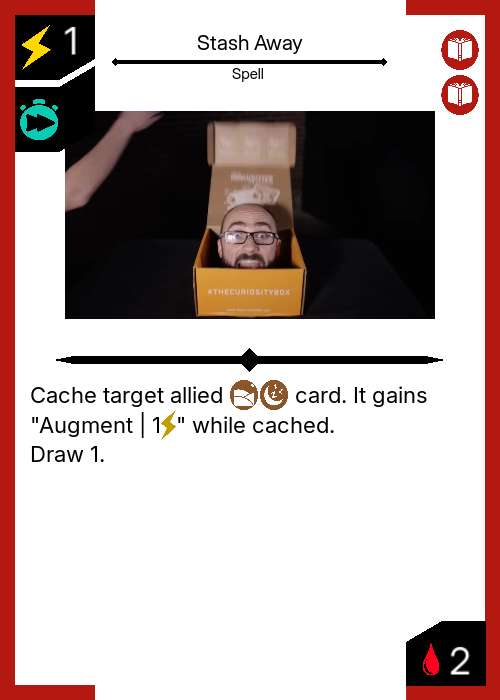 1
Stash Away
Spell
#THECURIOSITYBOX
Cache target allied card. It gains
"Augment | 1" while cached.
Draw 1.
2